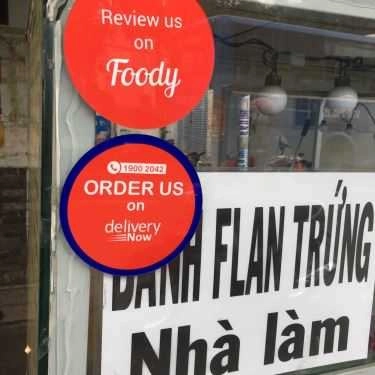 Review us
on
Foody
1900 2042
ORDER US
on
delivery
Now
BÁNH FLAN TRỨNG
Nhà làm